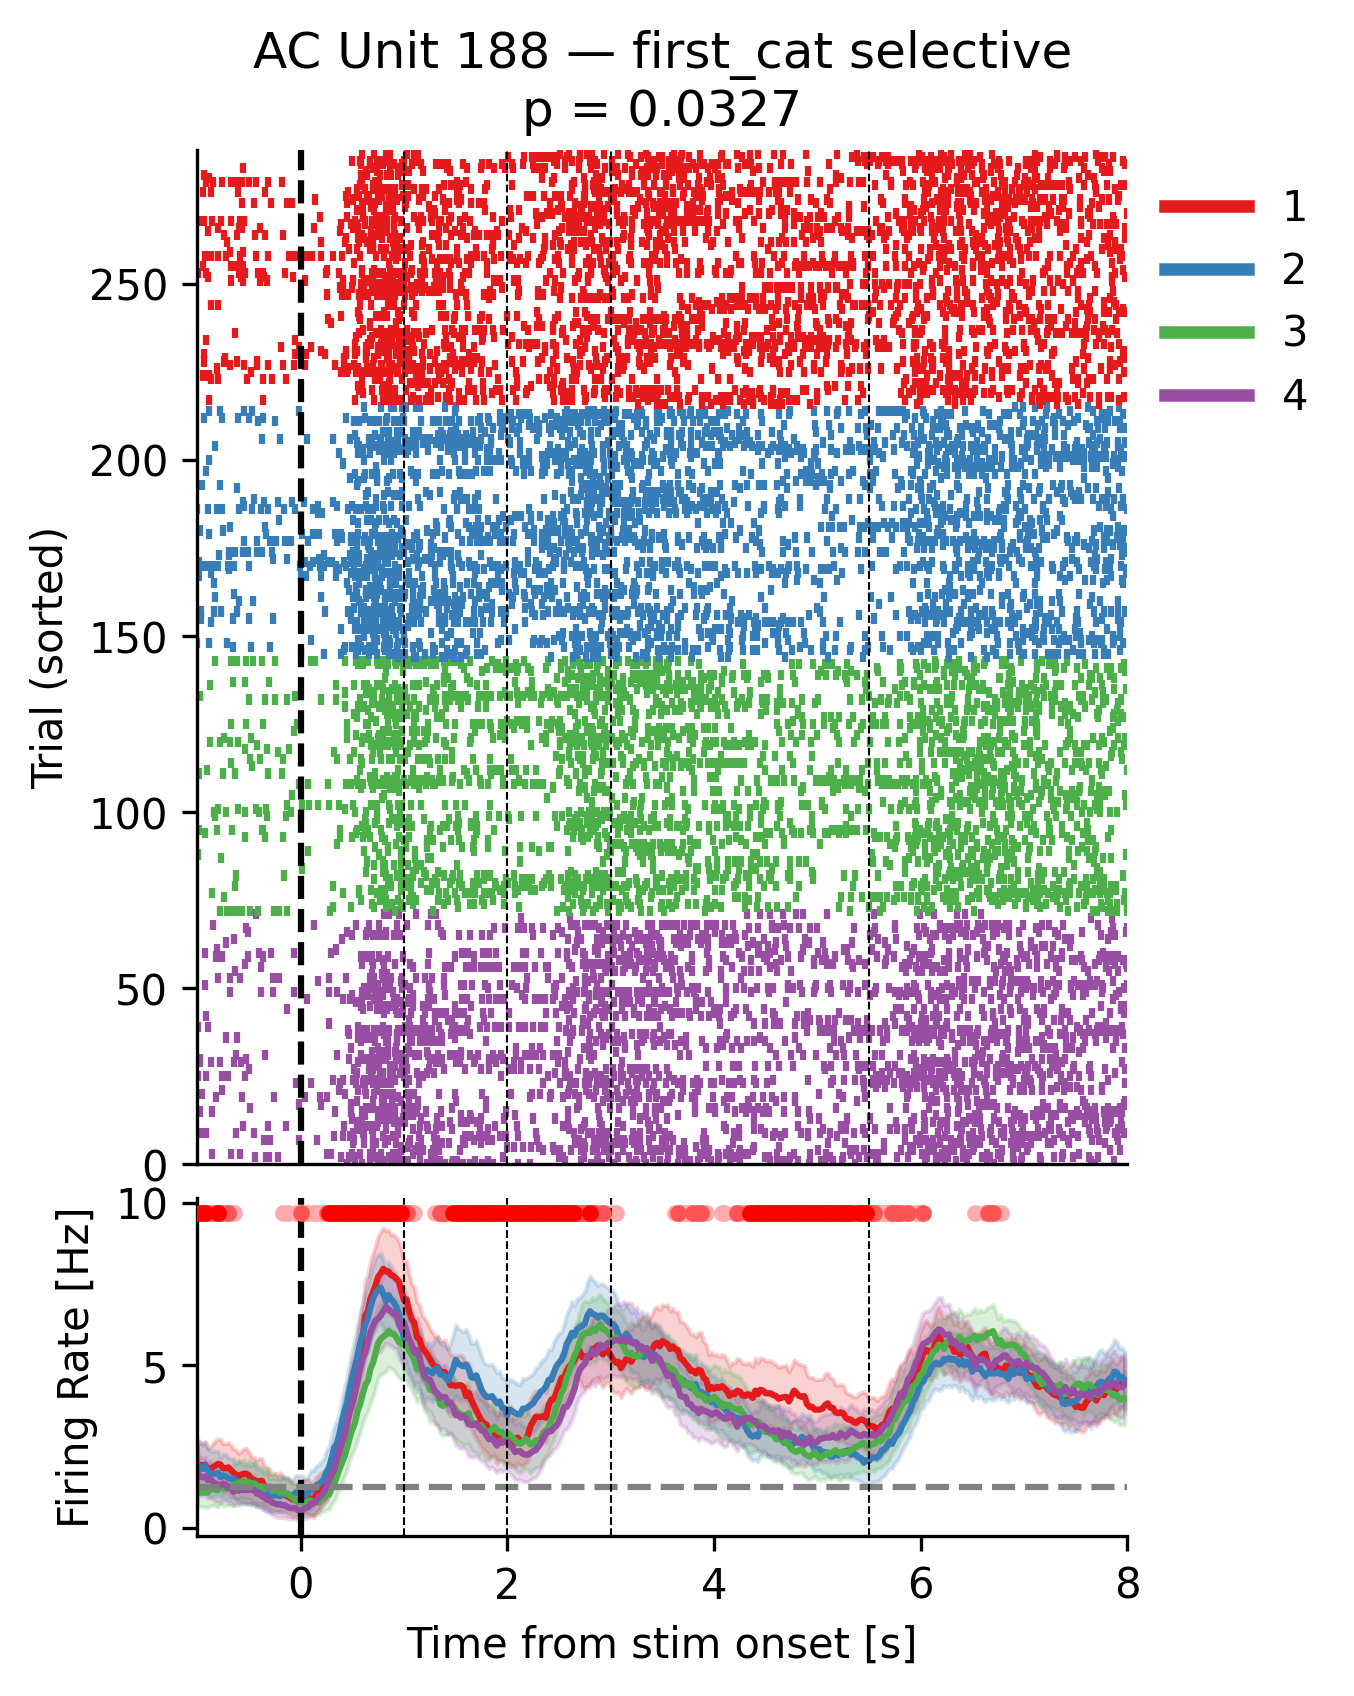 AC Unit 188 — first_cat selective
p = 0.0327
1
2
3
4
Trial (sorted)
250
200
150
100
50
0
Firing Rate [Hz]
10
5
0
0 2 4 6 8
Time from stim onset [s]